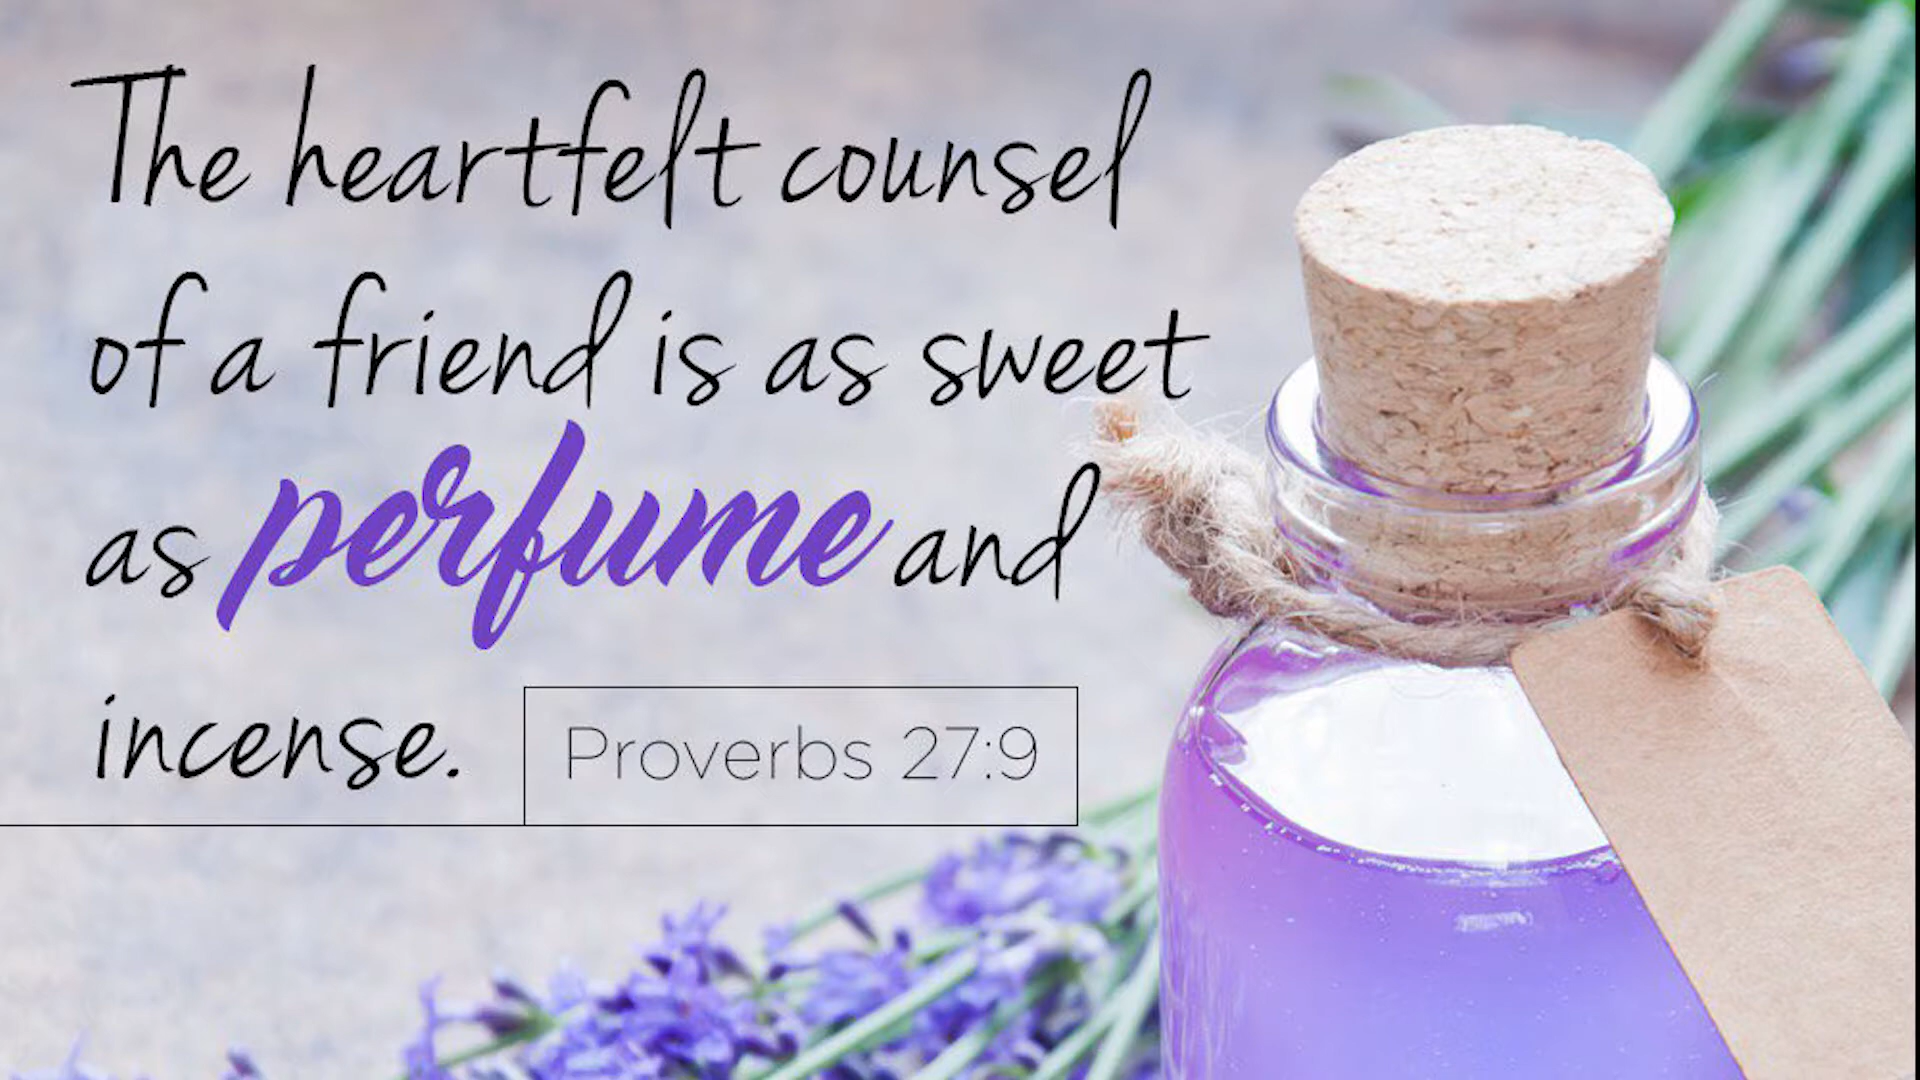 The heartfelt counsel
of a friend is as sweet
as perfume and
incense.
Proverbs 27:9